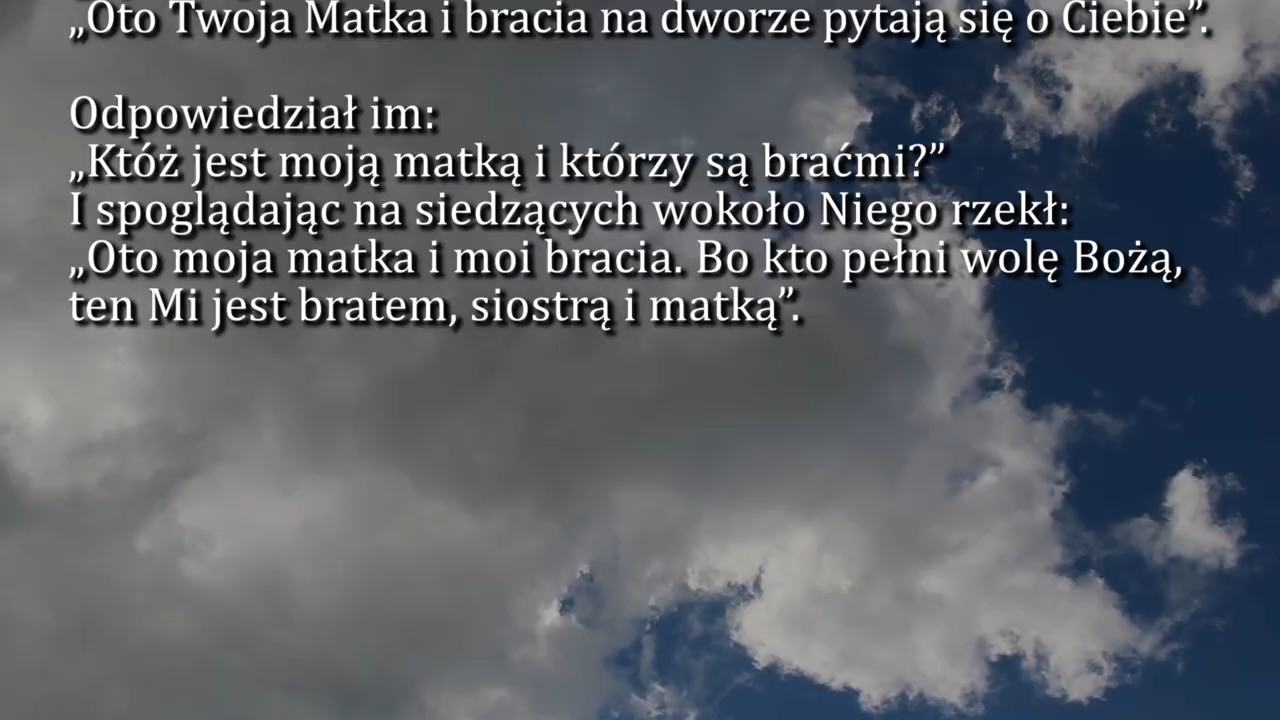 „Oto Twoja Matka i bracia na dworze pytają się o Ciebie”.
Odpowiedział im:
„Któż jest moją matką i którzy są braćmi?”
I spoglądając na siedzących wokoło Niego rzekł:
„Oto moja matka i moi bracia. Bo kto pełni wolę Bożą,
ten Mi jest bratem, siostrą i matką”.